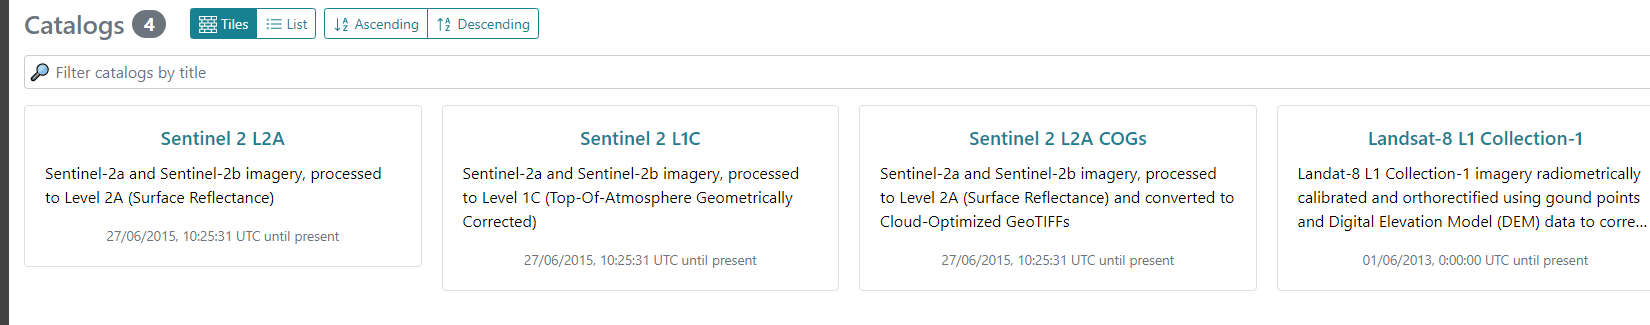 Catalogs 4 Tiles List Ascending Descending
Filter catalogs by title
Sentinel 2 L2A
Sentinel-2a and Sentinel-2b imagery, processed
to Level 2A (Surface Reflectance)
27/06/2015, 10:25:31 UTC until present
Sentinel 2 L1C
Sentinel-2a and Sentinel-2b imagery, processed
to Level 1C (Top-Of-Atmosphere Geometrically
Corrected)
27/06/2015, 10:25:31 UTC until present
Sentinel 2 L2A COGs
Sentinel-2a and Sentinel-2b imagery, processed
to Level 2A (Surface Reflectance) and converted to
Cloud-Optimized GeoTIFFs
27/06/2015, 10:25:31 UTC until present
Landsat-8 L1 Collection-1
Landat-8 L1 Collection-1 imagery radiometrically
calibrated and orthorectified using gound points
and Digital Elevation Model (DEM) data to corre...
01/06/2013, 0:00:00 UTC until present